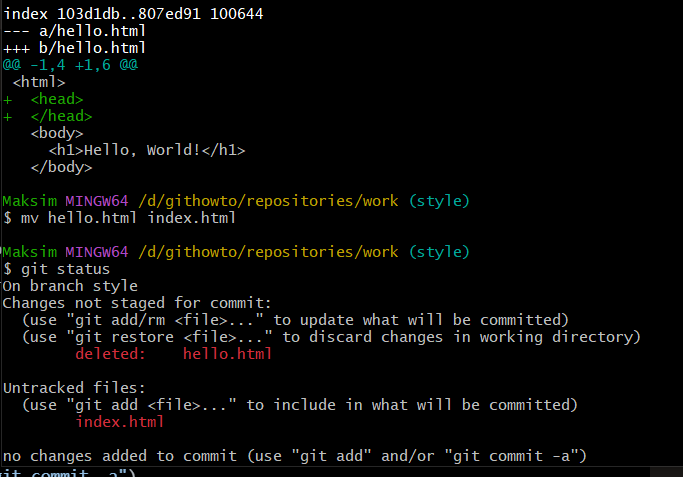 index 103d1db..807ed91 100644
--- a/hello.html
+++ b/hello.html
@@ -1,4 +1,6 @@
 <html>
+  <head>
+  </head>
   <body>
     <h1>Hello, World!</h1>
   </body>

Maksim MINGW64 /d/githowto/repositories/work (style)
$ mv hello.html index.html

Maksim MINGW64 /d/githowto/repositories/work (style)
$ git status
On branch style
Changes not staged for commit:
  (use "git add/rm <file>..." to update what will be committed)
  (use "git restore <file>..." to discard changes in working directory)
        deleted:    hello.html

Untracked files:
  (use "git add <file>..." to include in what will be committed)
        index.html

no changes added to commit (use "git add" and/or "git commit -a")
git commit -a")